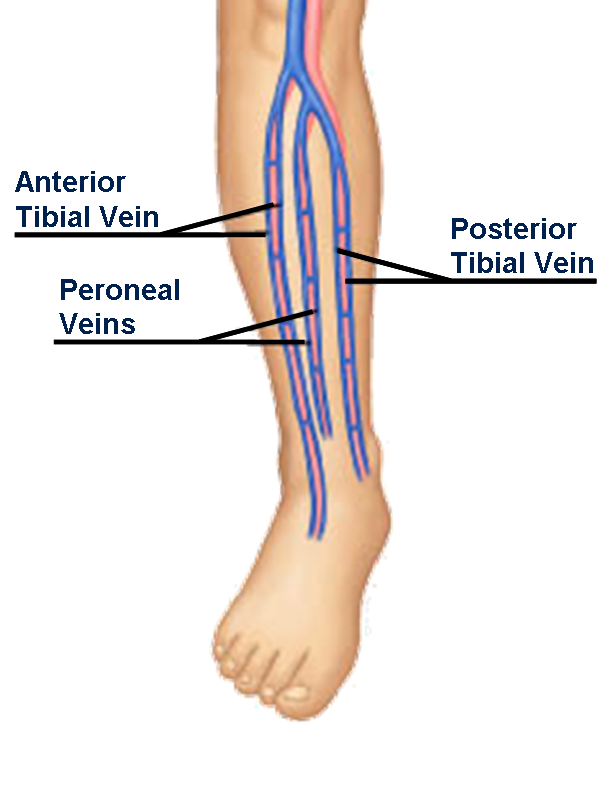 Anterior
Tibial Vein
Posterior
Tibial Vein
Peroneal
Veins